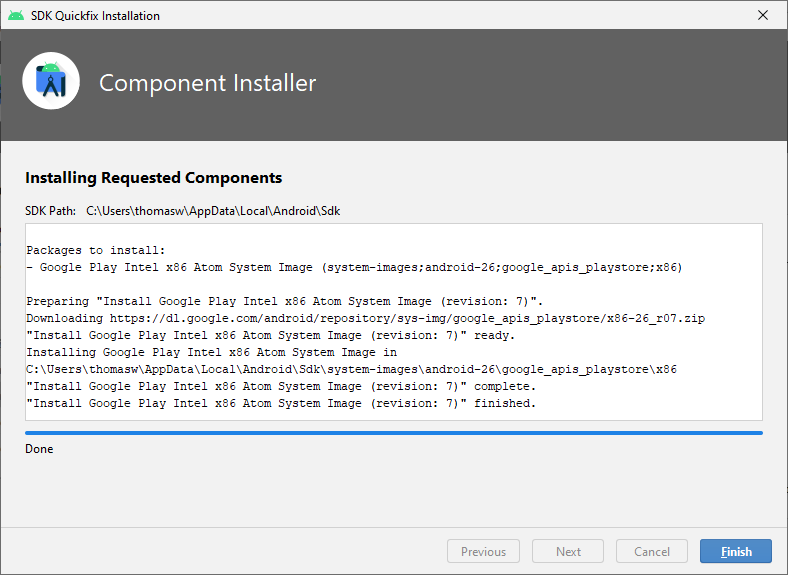 SDK Quickfix Installation
Component Installer
Installing Requested Components
SDK Path: C:\Users\thomasw\AppData\Local\Android\Sdk
Packages to install:
- Google Play Intel x86 Atom System Image (system-images;android-26;google_apis_playstore;x86)
Preparing "Install Google Play Intel x86 Atom System Image (revision: 7)".
Downloading https://dl.google.com/android/repository/sys-img/google_apis_playstore/x86-26_r07.zip
"Install Google Play Intel x86 Atom System Image (revision: 7)" ready.
Installing Google Play Intel x86 Atom System Image in
C:\Users\thomasw\AppData\Local\Android\Sdk\system-images\android-26\google_apis_playstore\x86
"Install Google Play Intel x86 Atom System Image (revision: 7)" complete.
"Install Google Play Intel x86 Atom System Image (revision: 7)" finished.
Done
Previous Next Cancel Finish